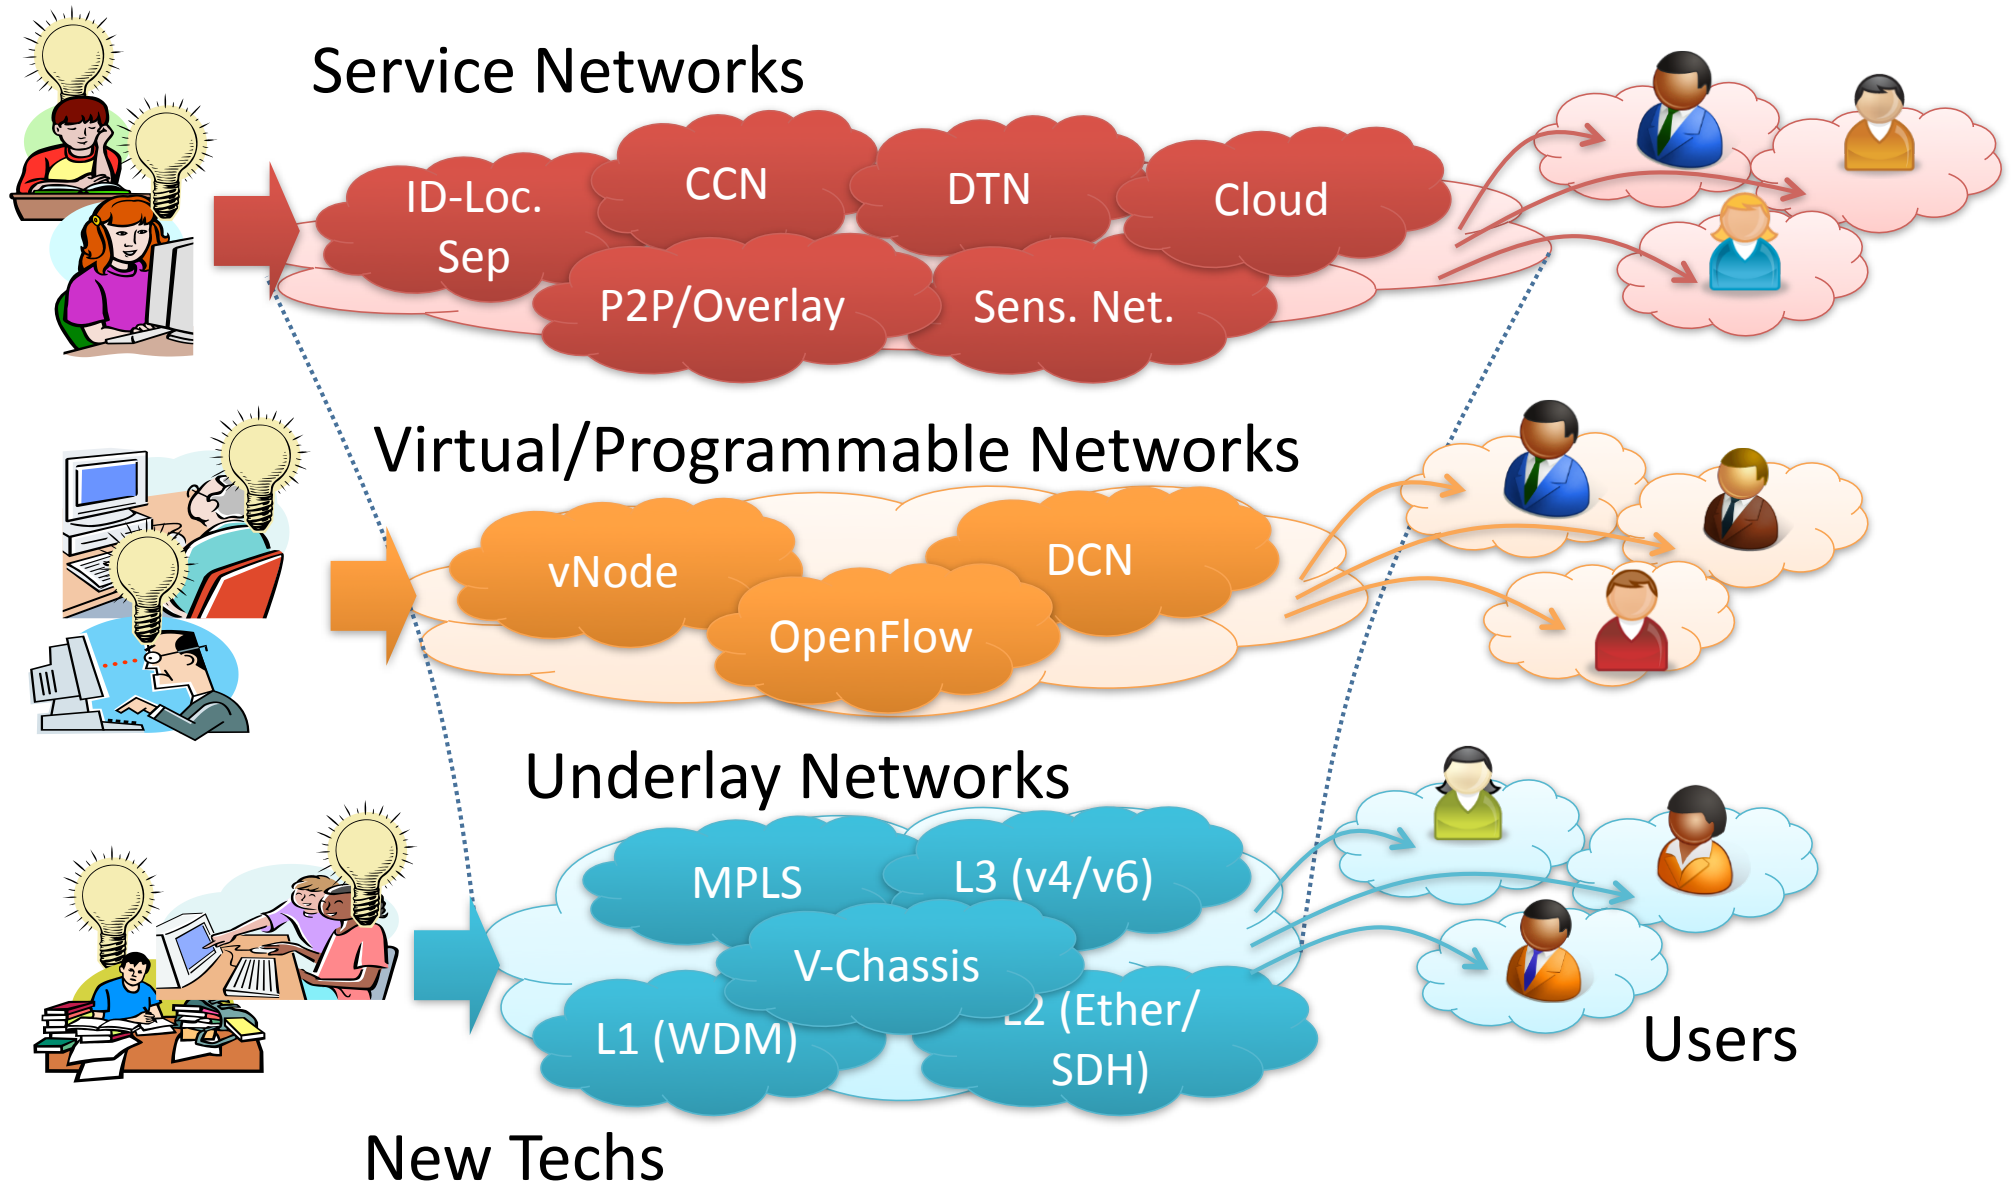 Service Networks
ID-Loc.
Sep
CCN
DTN
Cloud
P2P/Overlay
Sens. Net.
Virtual/Programmable Networks
vNode
DCN
OpenFlow
Underlay Networks
MPLS
L3 (v4/v6)
V-Chassis
L1 (WDM)
L2 (Ether/
SDH)
Users
New Techs